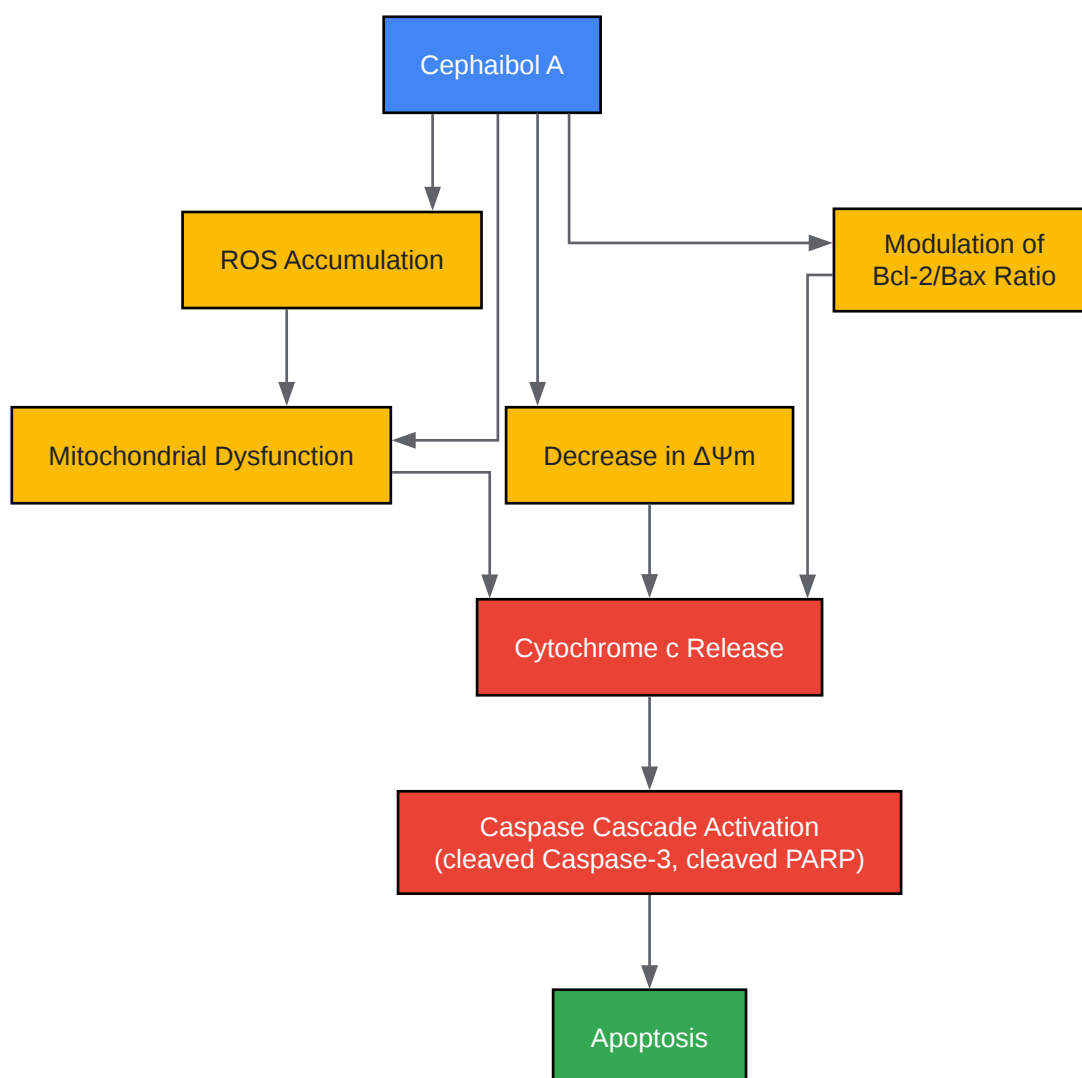 Cephaibol A
ROS Accumulation
Modulation of
Bcl-2/Bax Ratio
Mitochondrial Dysfunction
Decrease in ΔΨm
Cytochrome c Release
Caspase Cascade Activation
(cleaved Caspase-3, cleaved PARP)
Apoptosis